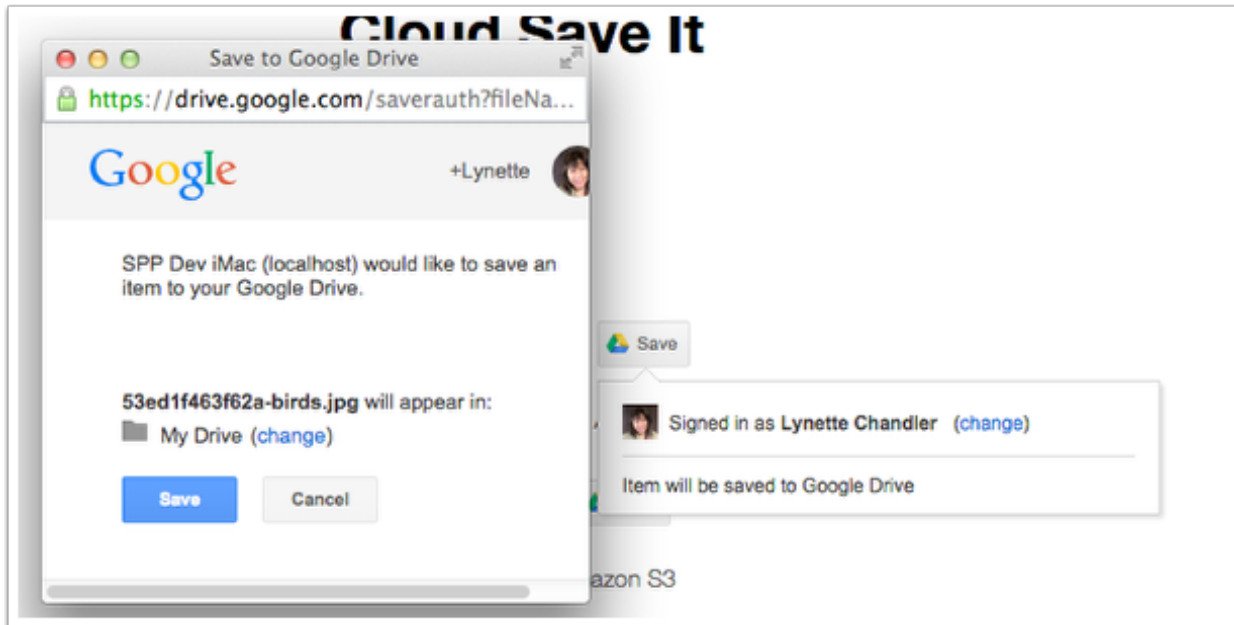 Cloud Save It
Save to Google Drive
https://drive.google.com/saverauth?fileNa...
Google
+Lynette
SPP Dev iMac (localhost) would like to save an
item to your Google Drive.
53ed1f463f62a-birds.jpg will appear in:
My Drive (change)
Save
Cancel
Save
Signed in as Lynette Chandler (change)
Item will be saved to Google Drive
azon S3